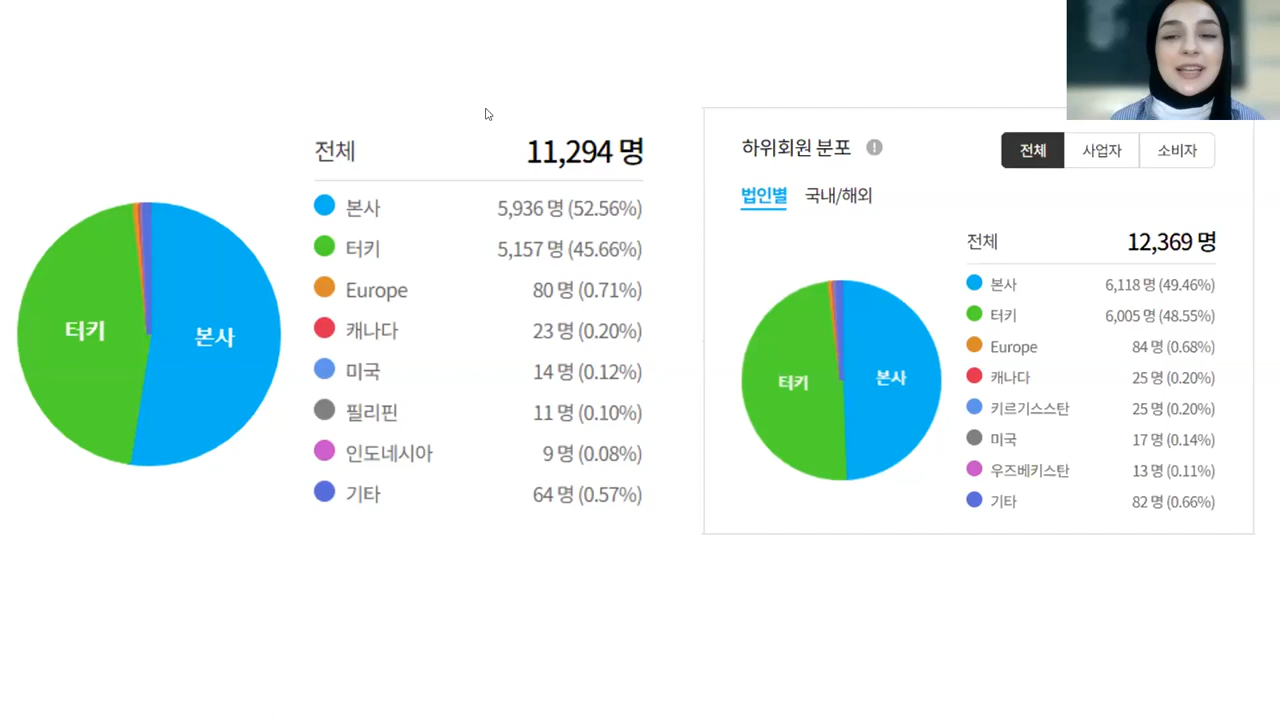 전체 11,294 명
본사 5,936 명 (52.56%)
터키 5,157 명 (45.66%)
Europe 80 명 (0.71%)
캐나다 23 명 (0.20%)
미국 14 명 (0.12%)
필리핀 11 명 (0.10%)
인도네시아 9 명 (0.08%)
기타 64 명 (0.57%)
터키 본사
하위회원 분포 !
전체 사업자 소비자
법인별 국내/해외
전체 12,369 명
본사 6,118 명 (49.46%)
터키 6,005 명 (48.55%)
Europe 84 명 (0.68%)
캐나다 25 명 (0.20%)
키르기스스탄 25 명 (0.20%)
미국 17 명 (0.14%)
우즈베키스탄 13 명 (0.11%)
기타 82 명 (0.66%)
터키 본사